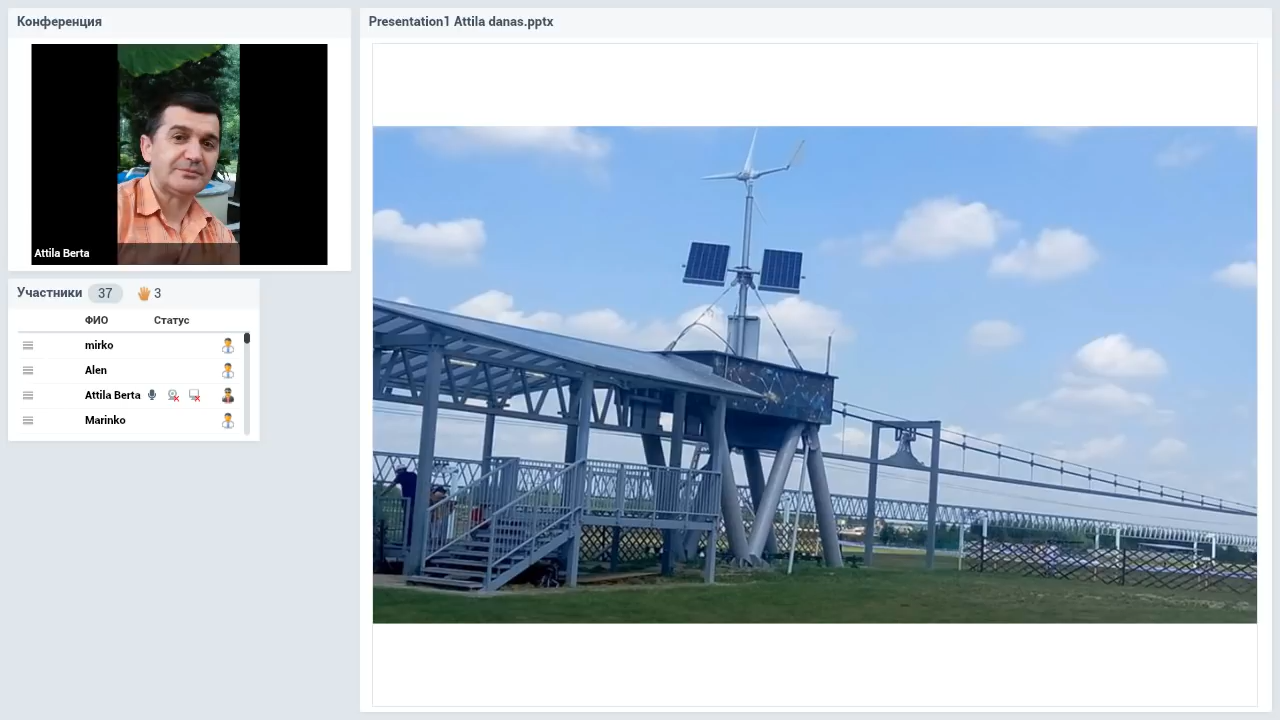 Конференция
Attila Berta
Участники 37 3
ФИО Статус
mirko
Alen
Attila Berta
Marinko
Presentation1 Attila danas.pptx